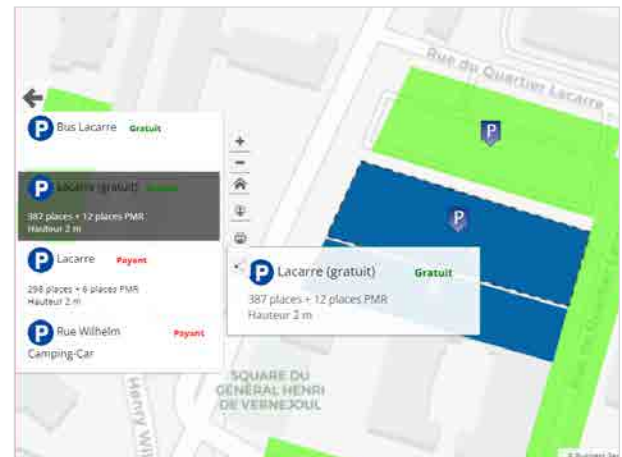 Rue du Quartier Lacarre
P
P
P Bus Lacarre Gratuit
P Lacarre (gratuit)
387 places + 12 places PMR
Hauteur 2 m
P Lacarre Payant
298 places + 6 places PMR
Hauteur 2 m
P Rue Wilhelm Payant
Camping-Car
P Lacarre (gratuit) Gratuit
387 places + 12 places PMR
Hauteur 2 m
SQUARE DU
GÉNÉRAL HENRI
DE VERNEJOUL
Henry